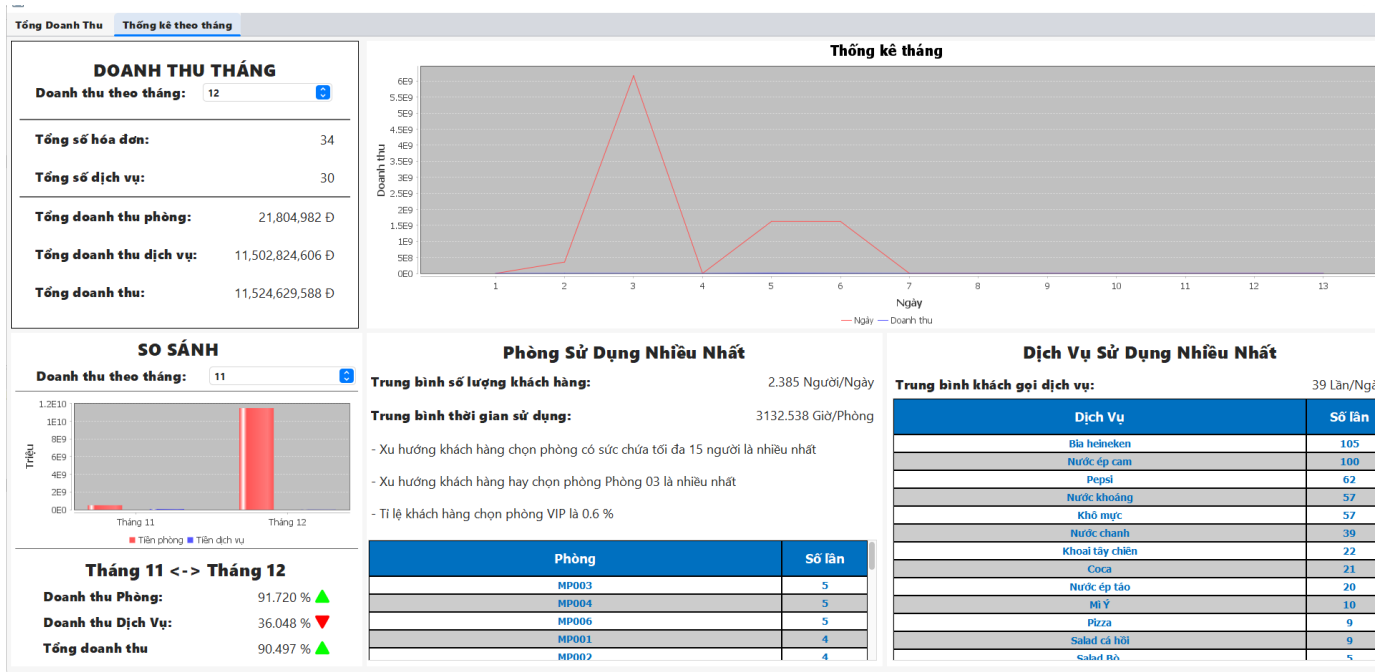 Tổng Doanh Thu Thống kê theo tháng
DOANH THU THÁNG
Doanh thu theo tháng: 12
Tổng số hóa đơn: 34
Tổng số dịch vụ: 30
Tổng doanh thu phòng: 21,804,982 Đ
Tổng doanh thu dịch vụ: 11,502,824,606 Đ
Tổng doanh thu: 11,524,629,588 Đ
Thống kê tháng
Doanh thu
6E9
5.5E9
5E9
4.5E9
4E9
3.5E9
3E9
2.5E9
2E9
1.5E9
1E9
5E8
0E0
1 2 3 4 5 6 7 8 9 10 11 12 13
Ngày
Ngày Doanh thu
SO SÁNH
Doanh thu theo tháng: 11
Triệu
1.2E10
1E10
8E9
6E9
4E9
2E9
0E0
Tháng 11 Tháng 12
Tiền phòng Tiền dịch vụ
Tháng 11 <-> Tháng 12
Doanh thu Phòng: 91.720 %
Doanh thu Dịch Vụ: 36.048 %
Tổng doanh thu 90.497 %
Phòng Sử Dụng Nhiều Nhất
Trung bình số lượng khách hàng: 2.385 Người/Ngày
Trung bình thời gian sử dụng: 3132.538 Giờ/Phòng
- Xu hướng khách hàng chọn phòng có sức chứa tối đa 15 người là nhiều nhất
- Xu hướng khách hàng hay chọn phòng Phòng 03 là nhiều nhất
- Tỉ lệ khách hàng chọn phòng VIP là 0.6 %
Phòng Số lần
MP003 5
MP004 5
MP006 5
MP001 4
MP002 4
Dịch Vụ Sử Dụng Nhiều Nhất
Trung bình khách gọi dịch vụ: 39 Lần/Ngà
Dịch Vụ Số lần
Bia heineken 105
Nước ép cam 100
Pepsi 62
Nước khoáng 57
Khô mực 57
Nước chanh 39
Khoai tây chiên 22
Coca 21
Nước ép táo 20
Mì Ý 10
Pizza 9
Salad cá hồi 9
Salad Bò 5